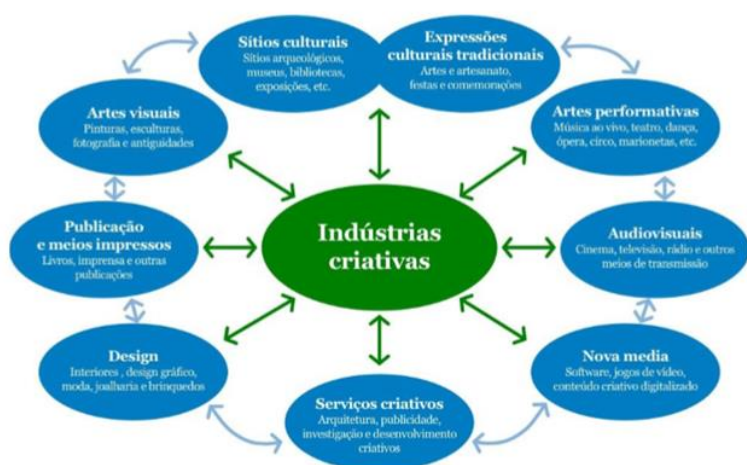 Sítios culturais
Sítios arqueológicos,
museus, bibliotecas,
exposições, etc.
Expressões
culturais tradicionais
Artes e artesanato,
festas e comemorações
Artes visuais
Pinturas, esculturas,
fotografia e antiguidades
Artes performativas
Música ao vivo, teatro, dança,
ópera, circo, marionetas, etc.
Publicação
e meios impressos
Livros, imprensa e outras
publicações
Indústrias
criativas
Audiovisuais
Cinema, televisão, rádio e outros
meios de transmissão
Design
Interiores , design gráfico,
moda, joalharia e brinquedos
Nova media
Software, jogos de vídeo,
conteúdo criativo digitalizado
Serviços criativos
Arquitetura, publicidade,
investigação e desenvolvimento
criativos